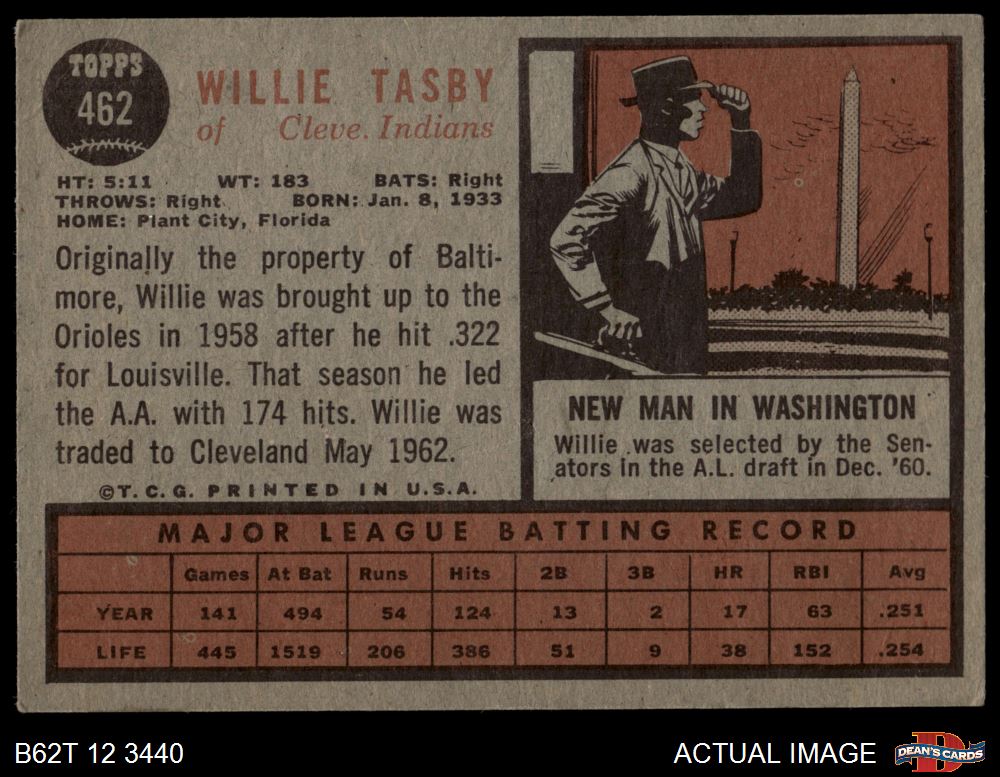 TOPPS
462
WILLIE TASBY
of Cleve. Indians
HT: 5:11 WT: 183 BATS: Right
THROWS: Right BORN: Jan. 8, 1933
HOME: Plant City, Florida
Originally the property of Balti-
more, Willie was brought up to the
Orioles in 1958 after he hit .322
for Louisville. That season he led
the A.A. with 174 hits. Willie was
traded to Cleveland May 1962.
©T.C.G. PRINTED IN U.S.A.
NEW MAN IN WASHINGTON
Willie was selected by the Sen-
ators in the A.L. draft in Dec. '60.
MAJOR LEAGUE BATTING RECORD
Games At Bat Runs Hits 2B 3B HR RBI Avg
YEAR 141 494 54 124 13 2 17 63 .251
LIFE 445 1519 206 386 51 9 38 152 .254
B62T 12 3440
ACTUAL IMAGE
D
DEAN'S CARDS